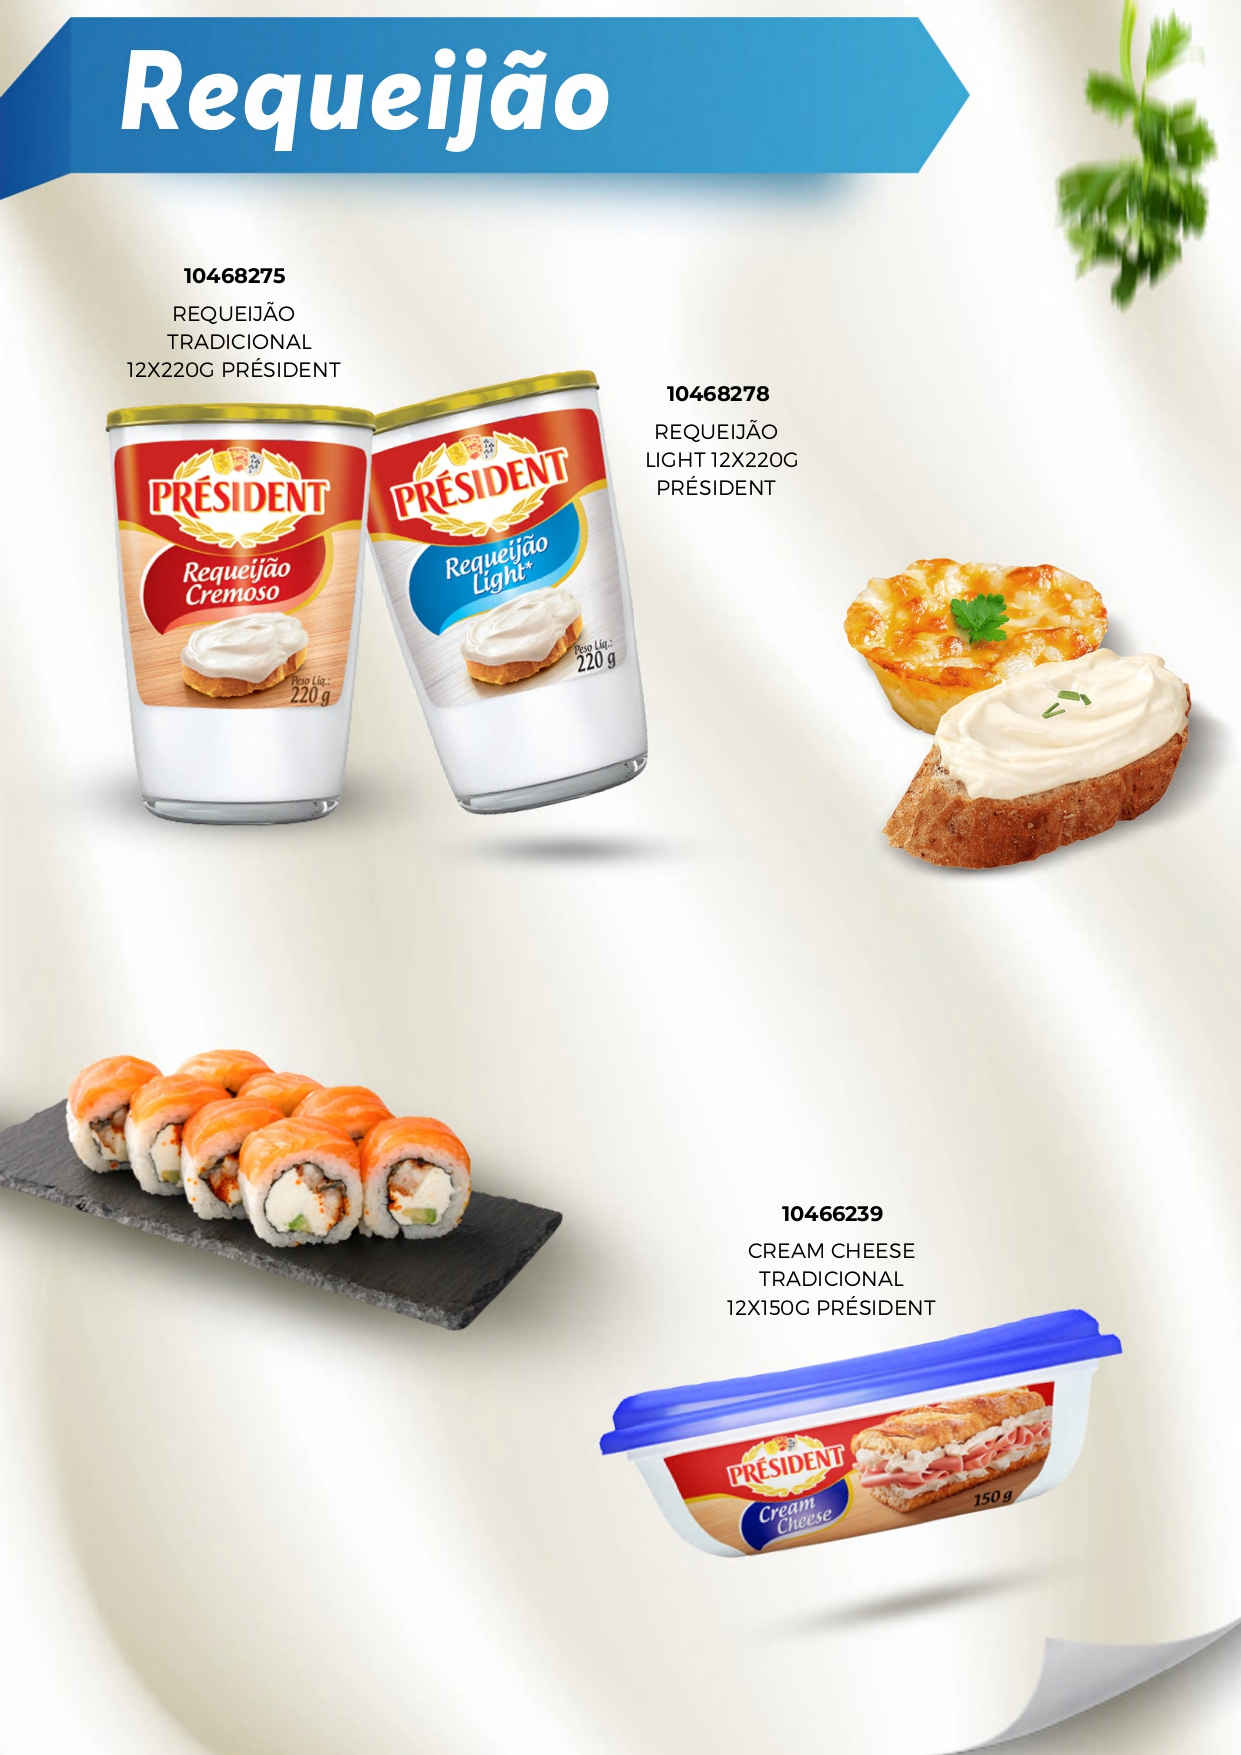 Requeijão
10468275
REQUEIJÃO
TRADICIONAL
12X220G PRÉSIDENT
10468278
REQUEIJÃO
LIGHT 12X220G
PRÉSIDENT
PRÉSIDENT
Requeijão
Cremoso
Peso Líq.:
220 g
PRÉSIDENT
Requeijão
Light*
Peso Líq.:
220 g
10466239
CREAM CHEESE
TRADICIONAL
12X150G PRÉSIDENT
PRÉSIDENT
Cream
Cheese
150 g